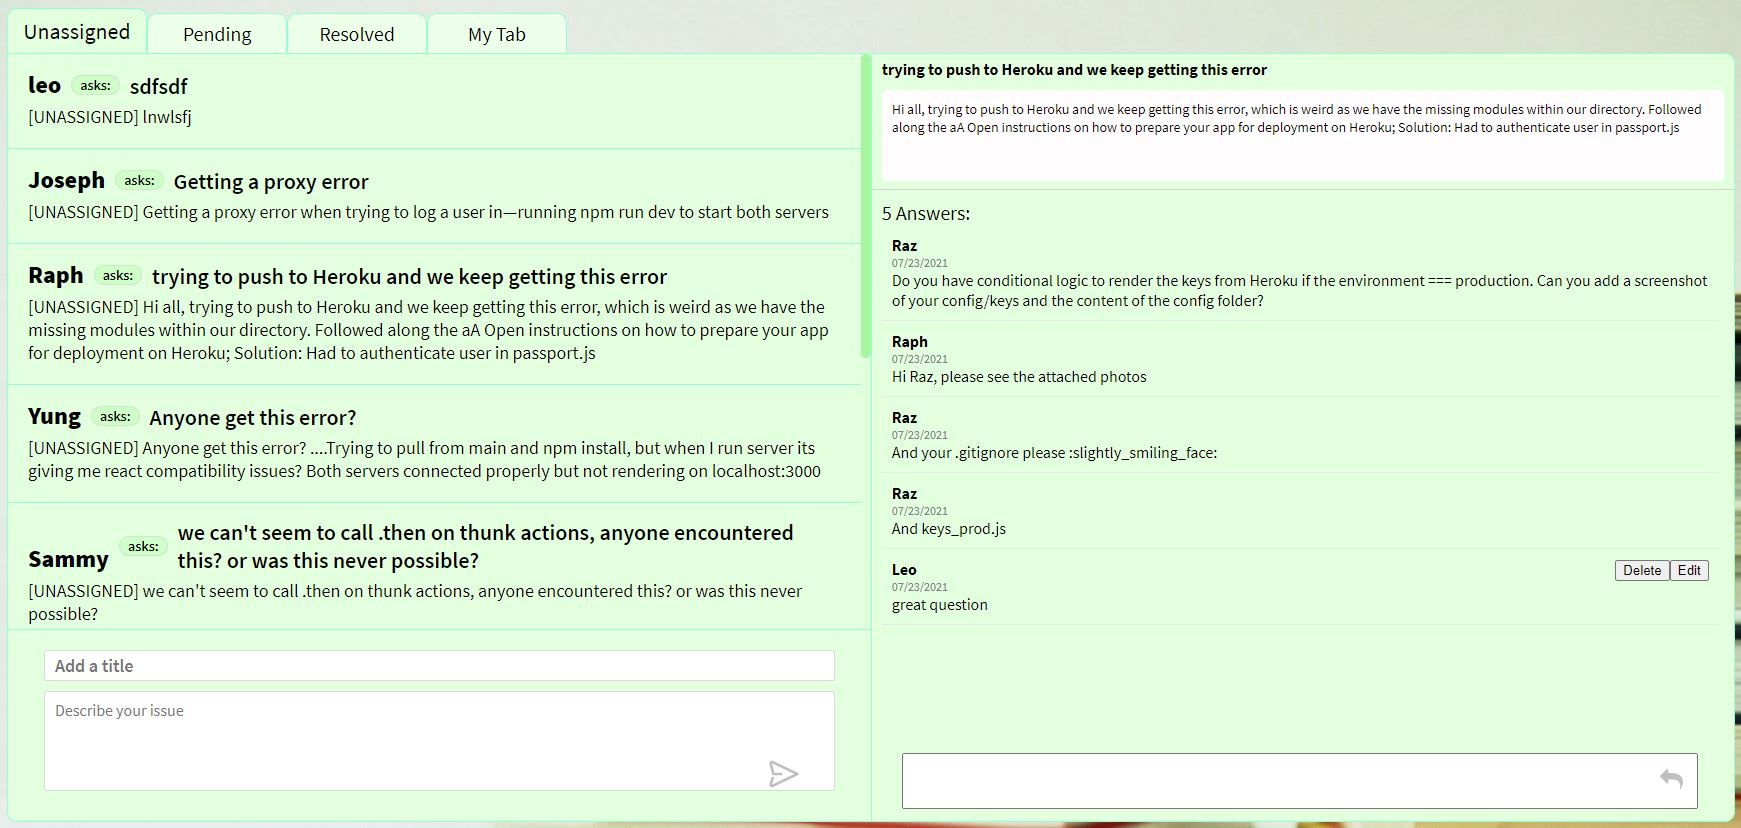 Unassigned
Pending
Resolved
My Tab
leo asks: sdfsdf
[UNASSIGNED] lnwlsfj
Joseph asks: Getting a proxy error
[UNASSIGNED] Getting a proxy error when trying to log a user in—running npm run dev to start both servers
Raph asks: trying to push to Heroku and we keep getting this error
[UNASSIGNED] Hi all, trying to push to Heroku and we keep getting this error, which is weird as we have the
missing modules within our directory. Followed along the aA Open instructions on how to prepare your app
for deployment on Heroku; Solution: Had to authenticate user in passport.js
Yung asks: Anyone get this error?
[UNASSIGNED] Anyone get this error? ....Trying to pull from main and npm install, but when I run server its
giving me react compatibility issues? Both servers connected properly but not rendering on localhost:3000
Sammy asks: we can't seem to call .then on thunk actions, anyone encountered
this? or was this never possible?
[UNASSIGNED] we can't seem to call .then on thunk actions, anyone encountered this? or was this never
possible?
Add a title
Describe your issue
trying to push to Heroku and we keep getting this error
Hi all, trying to push to Heroku and we keep getting this error, which is weird as we have the missing modules within our directory. Followed
along the aA Open instructions on how to prepare your app for deployment on Heroku; Solution: Had to authenticate user in passport.js
5 Answers:
Raz
07/23/2021
Do you have conditional logic to render the keys from Heroku if the environment === production. Can you add a screenshot
of your config/keys and the content of the config folder?
Raph
07/23/2021
Hi Raz, please see the attached photos
Raz
07/23/2021
And your .gitignore please :slightly_smiling_face:
Raz
07/23/2021
And keys_prod.js
Leo
Delete Edit
07/23/2021
great question